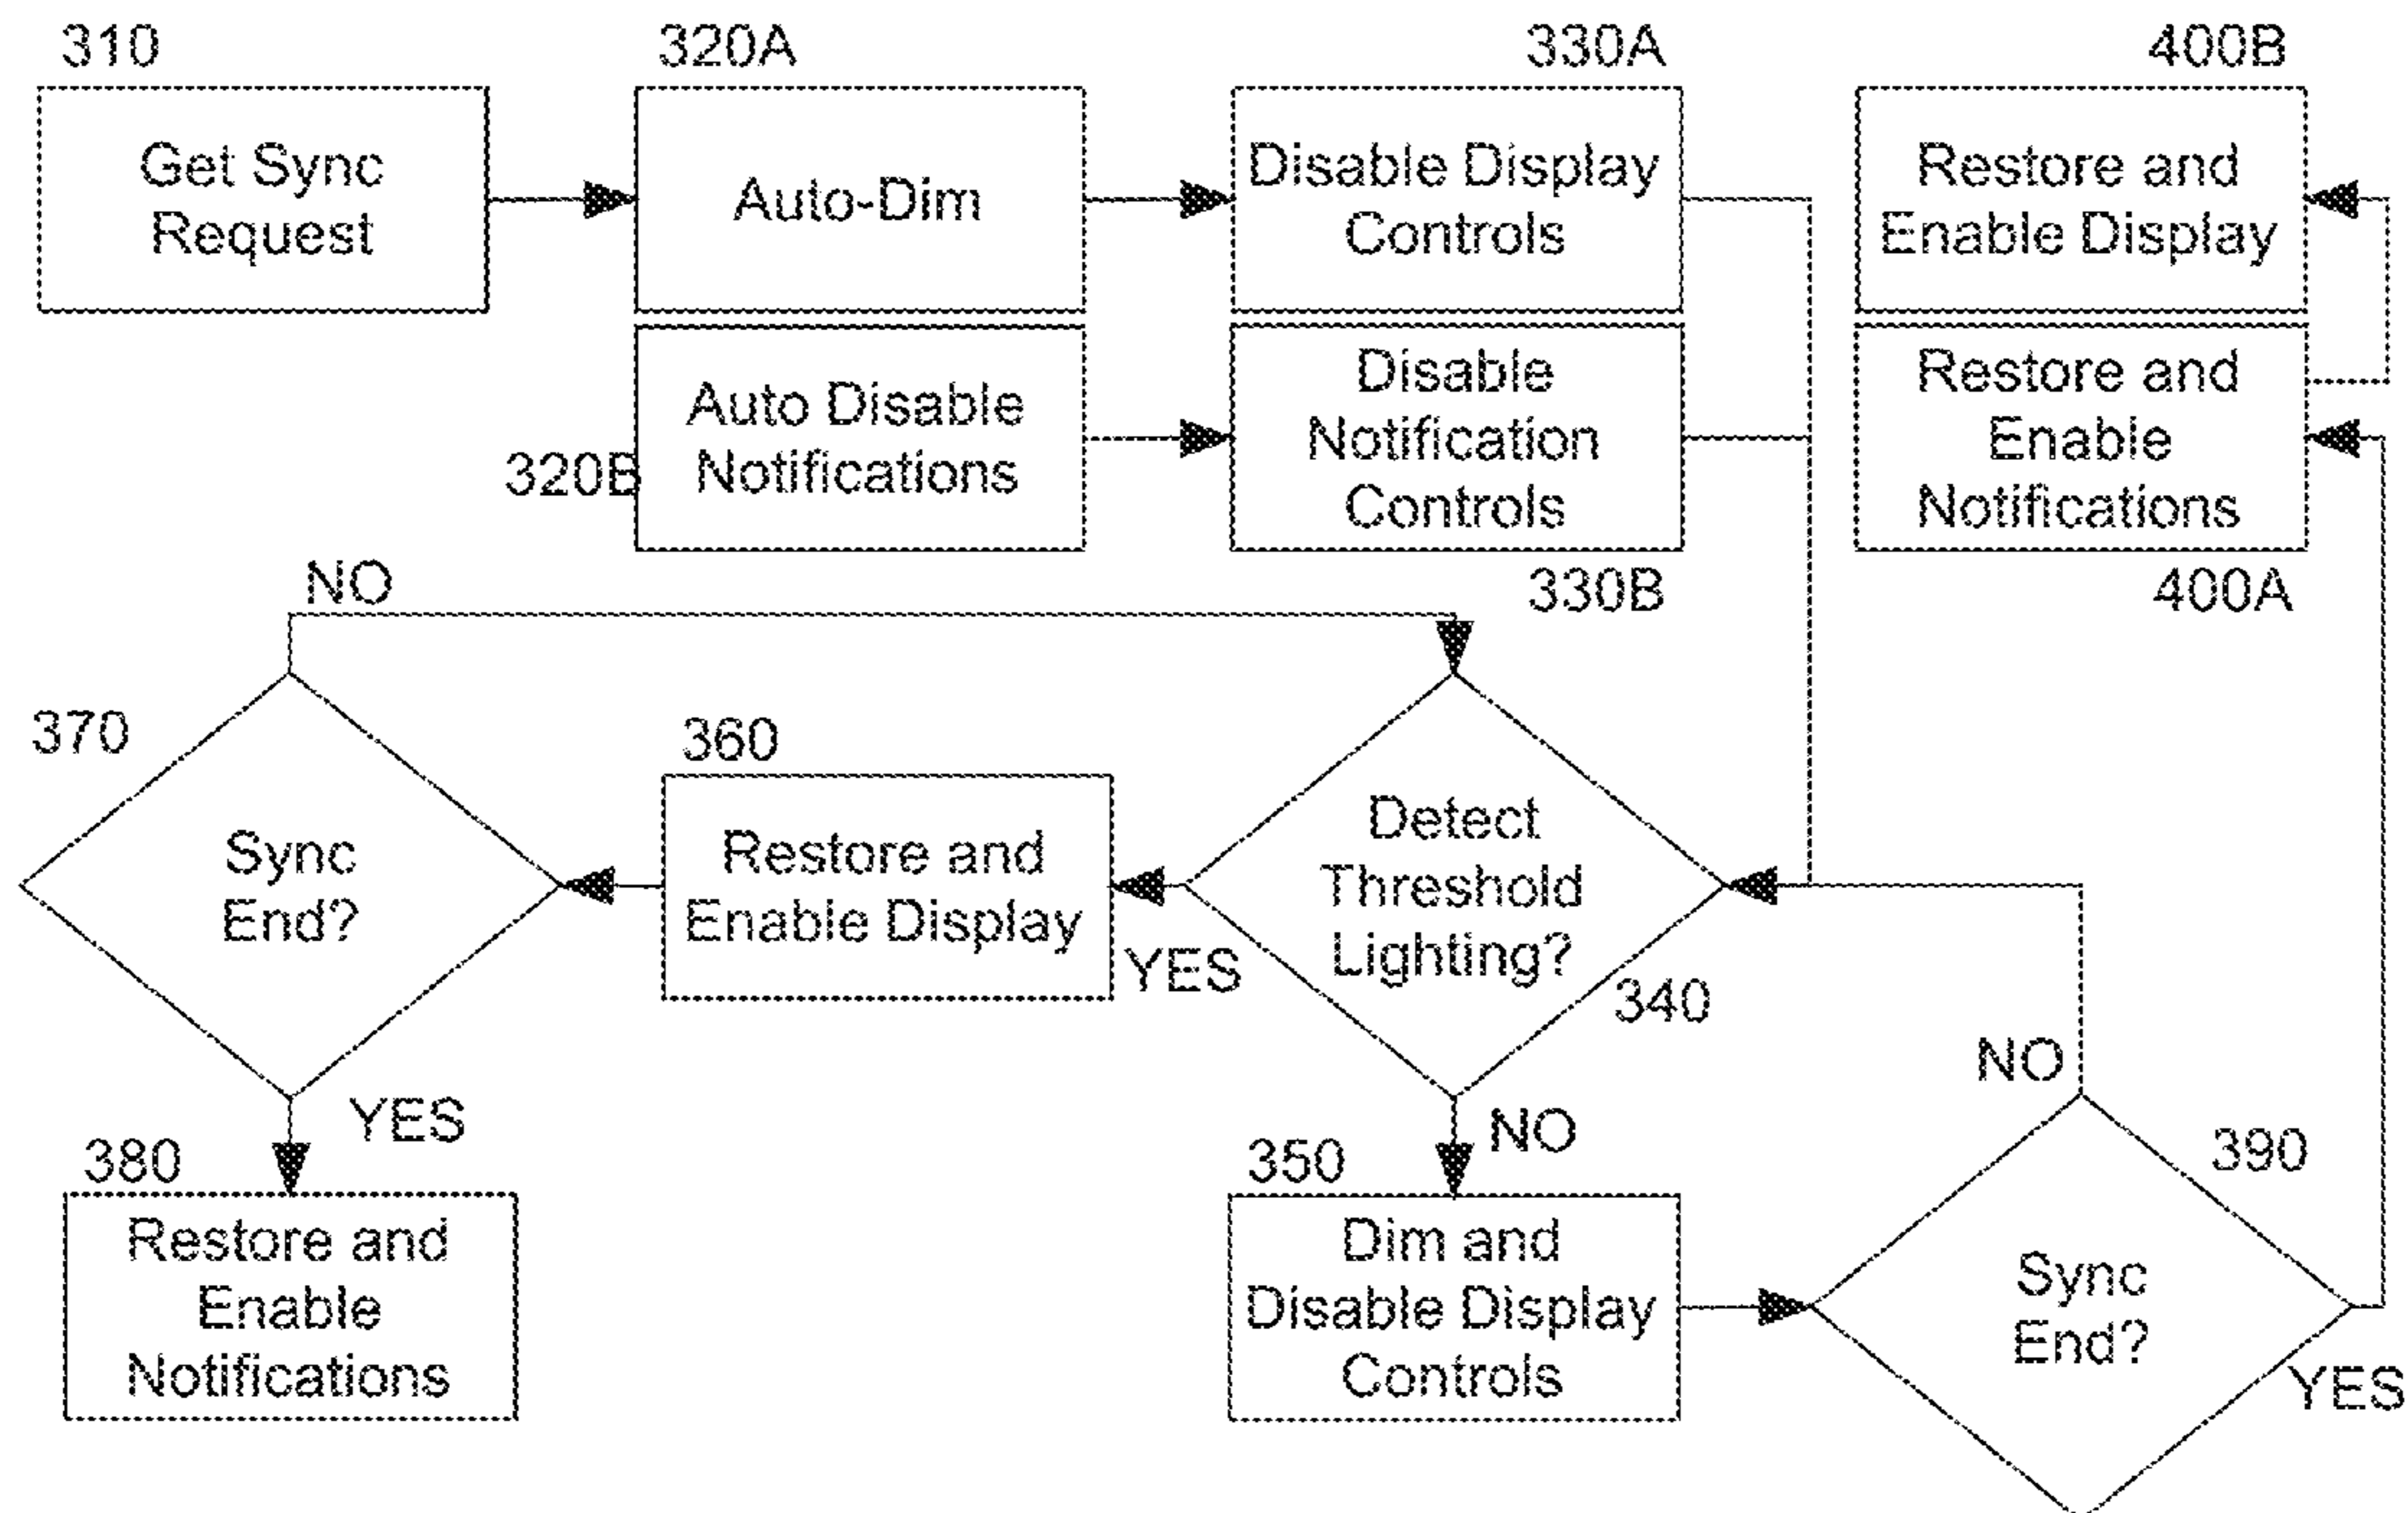 310
320A
330A
400B
Get Sync
Request
Auto-Dim
Disable Display
Controls
Restore and
Enable Display
320B
Auto Disable
Notifications
Disable
Notification
Controls
330B
Restore and
Enable
Notifications
400A
NO
370
Sync
End?
360
Restore and
Enable Display
YES
Detect
Threshold
Lighting?
340
NO
YES
380
Restore and
Enable
Notifications
NO
350
Dim and
Disable Display
Controls
390
Sync
End?
YES